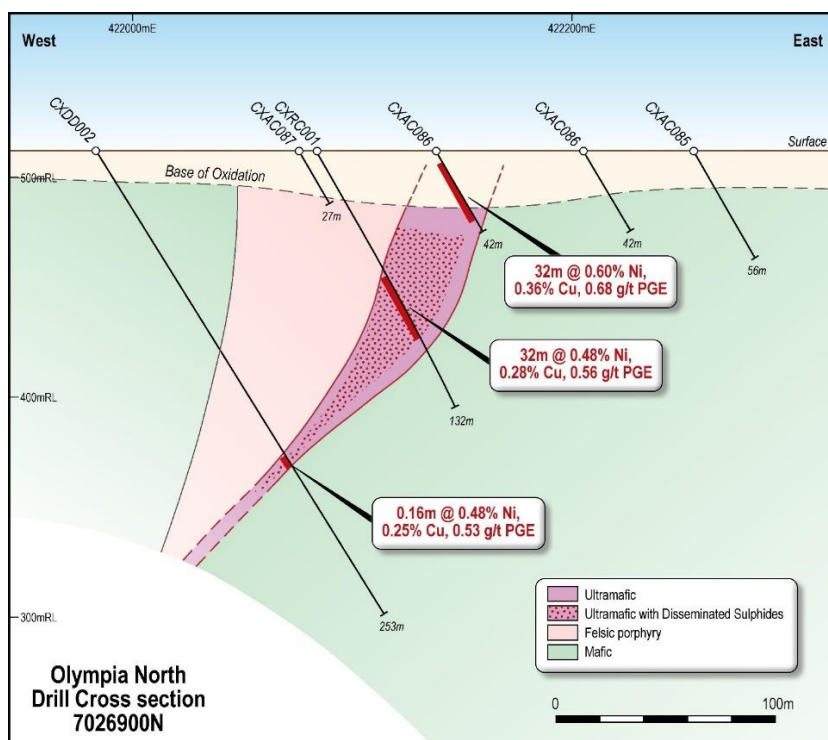 422000mE
422200mE
West
East
CXDD002
CXAC087
CXRC001
CXAC086
CXAC086
CXAC085
Surface
500mRL
Base of Oxidation
27m
42m
42m
56m
32m @ 0.60% Ni,
0.36% Cu, 0.68 g/t PGE
32m @ 0.48% Ni,
0.28% Cu, 0.56 g/t PGE
400mRL
132m
0.16m @ 0.48% Ni,
0.25% Cu, 0.53 g/t PGE
300mRL
253m
Ultramafic
Ultramafic with Disseminated Sulphides
Felsic porphyry
Mafic
Olympia North
Drill Cross section
7026900N
0
100m